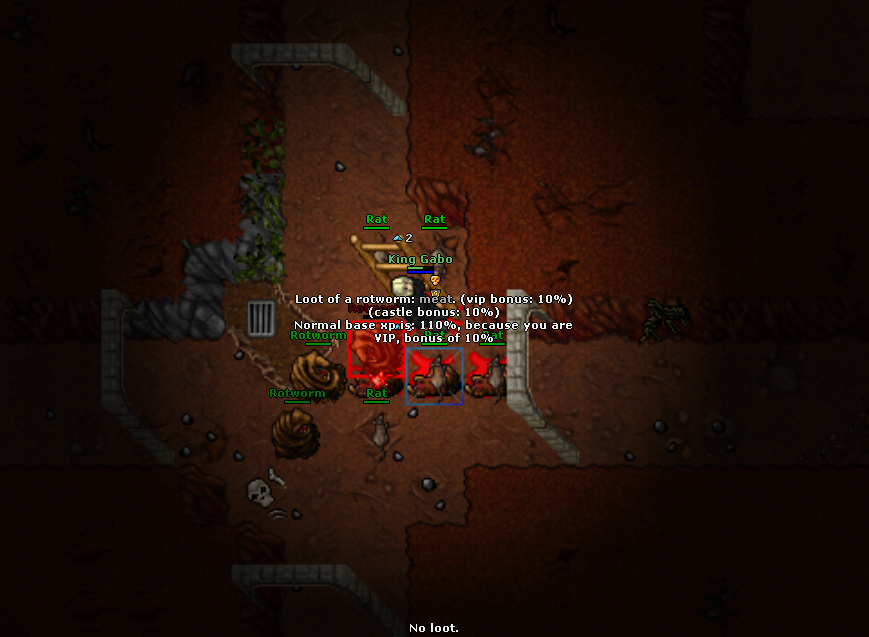 Rat
Rat
2
King Gabo
Loot of a rotworm: meat. (vip bonus: 10%)
(castle bonus: 10%)
Normal base xp is: 110%, because you are
VIP, bonus of 10%
Rotworm
Rotworm
Rat
No loot.